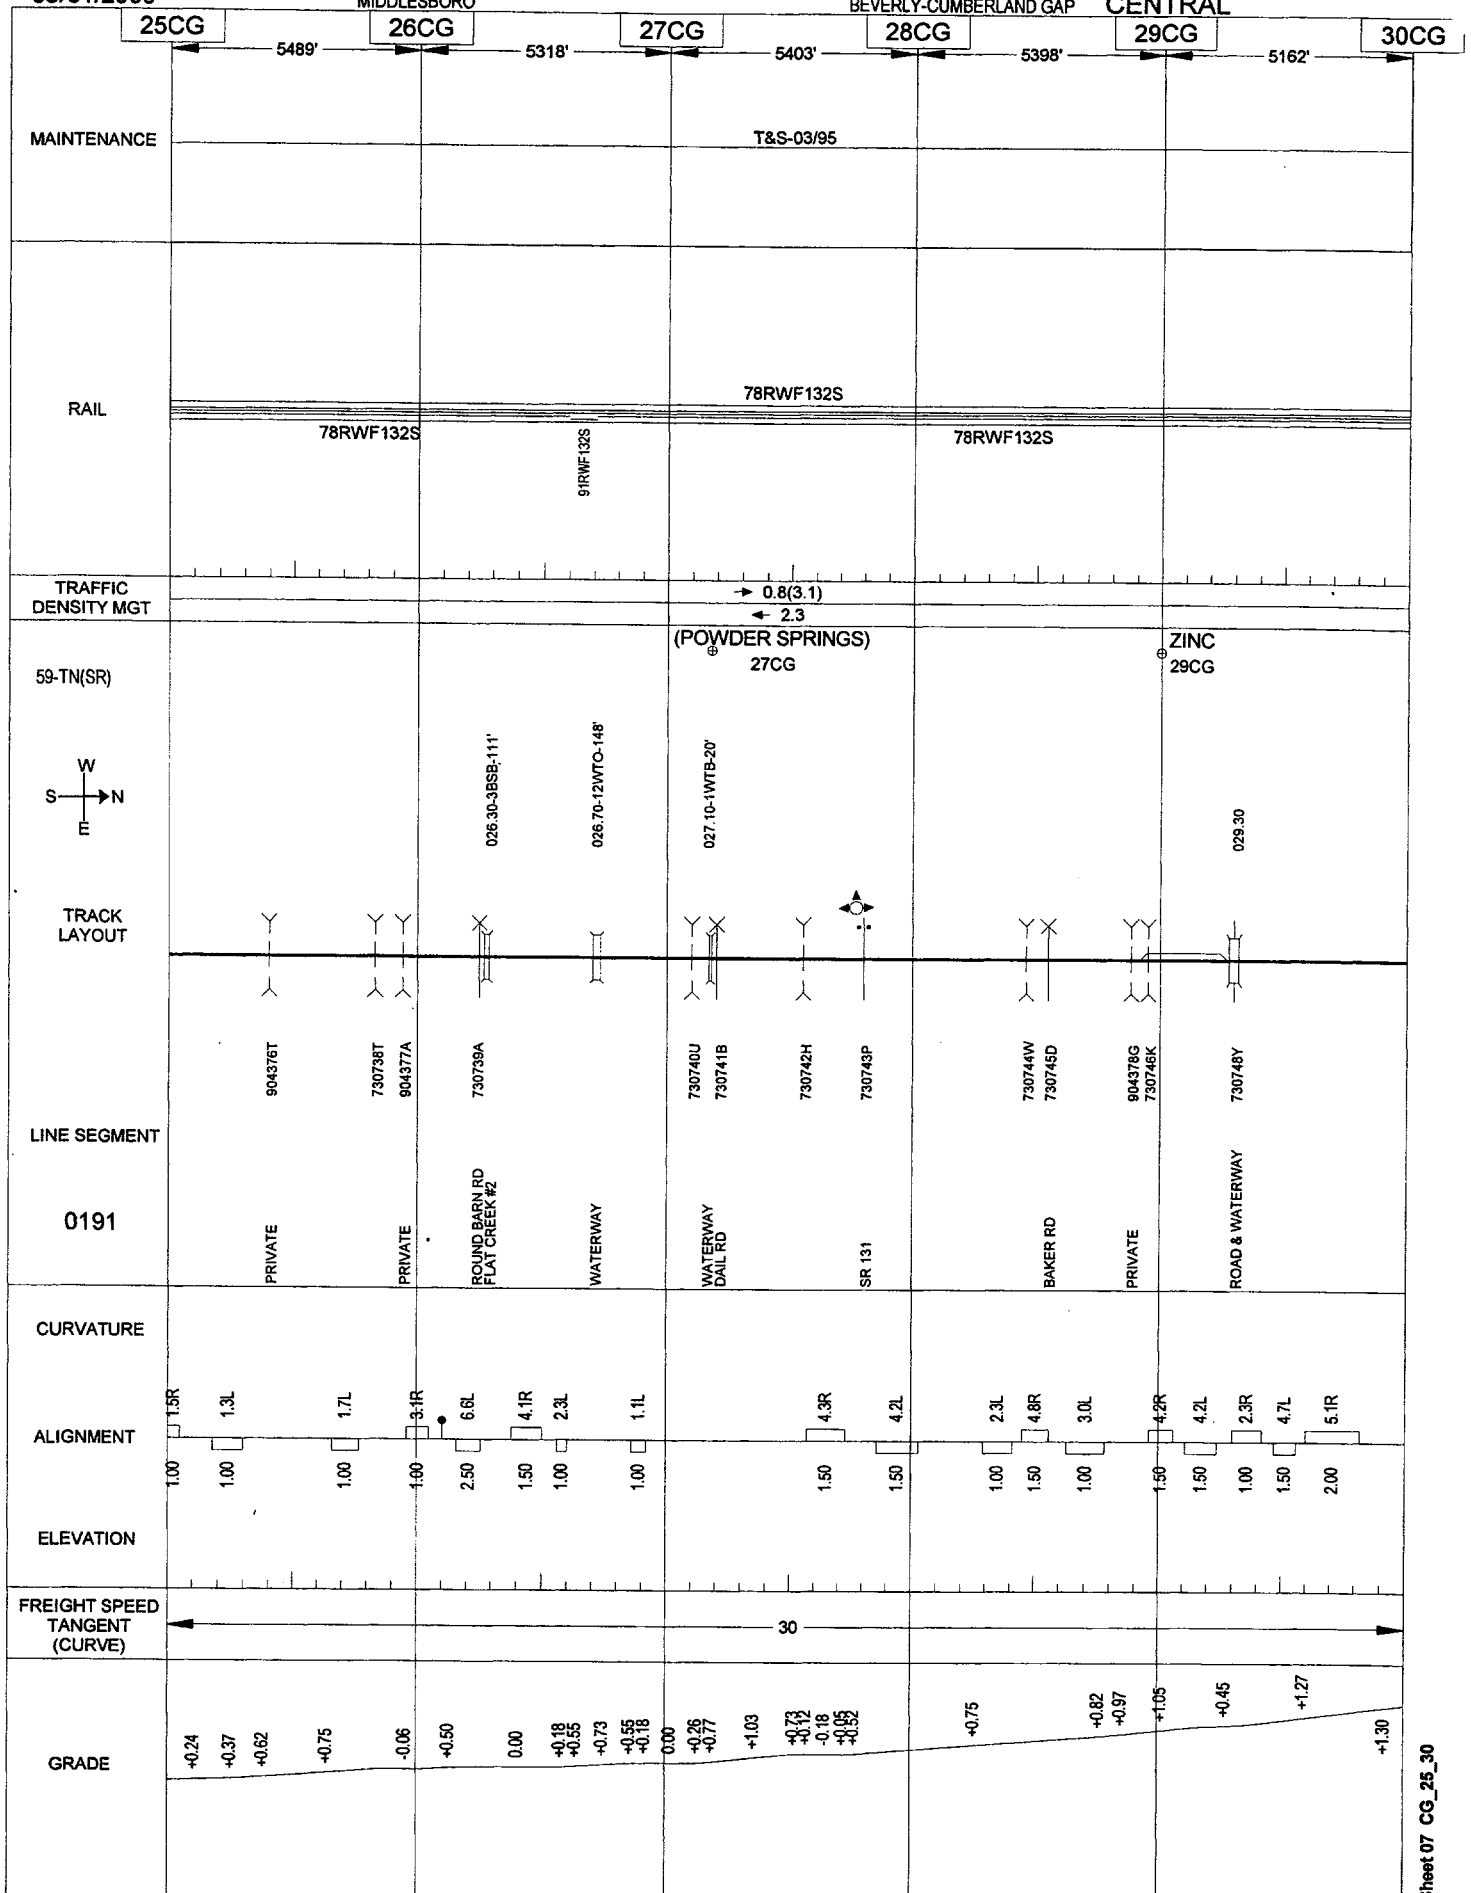 MIDDLESBORO
BEVERLY-CUMBERLAND GAP CENTRAL
25CG 26CG 27CG 28CG 29CG 30CG
5489' 5318' 5403' 5398' 5162'
MAINTENANCE
T&S-03/95
RAIL
78RWF132S
78RWF132S
91RWF132S
78RWF132S
TRAFFIC
DENSITY MGT
0.8(3.1)
2.3
(POWDER SPRINGS)
27CG
ZINC
29CG
59-TN(SR)
W
S N
E
026.30-3BSB-111'
026.70-12WTO-148'
027.10-1WTB-20'
029.30
TRACK
LAYOUT
904376T
730738T
904377A
730739A
730740U
730741B
730742H
730743P
730744W
730745D
904378G
730746K
730748Y
LINE SEGMENT
0191
PRIVATE
PRIVATE
ROUND BARN RD
FLAT CREEK #2
WATERWAY
WATERWAY
DAIL RD
SR 131
BAKER RD
PRIVATE
ROAD & WATERWAY
CURVATURE
1.5R
1.3L
1.7L
3.1R
6.6L
4.1R
2.3L
1.1L
4.3R
4.2L
2.3L
4.8R
3.0L
4.2R
4.2L
2.3R
4.7L
5.1R
ALIGNMENT
1.00
1.00
1.00
1.00
2.50
1.50
1.00
1.00
1.50
1.50
1.00
1.50
1.00
1.50
1.50
1.00
1.50
2.00
ELEVATION
FREIGHT SPEED
TANGENT
(CURVE)
30
GRADE
+0.24
+0.37
+0.62
+0.75
-0.06
+0.50
0.00
+0.18
+0.55
+0.73
+0.55
+0.18
0.00
+0.26
+0.77
+1.03
+0.73
+0.12
-0.18
+0.05
+0.52
+0.75
+0.82
+0.97
+1.05
+0.45
+1.27
+1.30
Sheet 07 CG_25_30